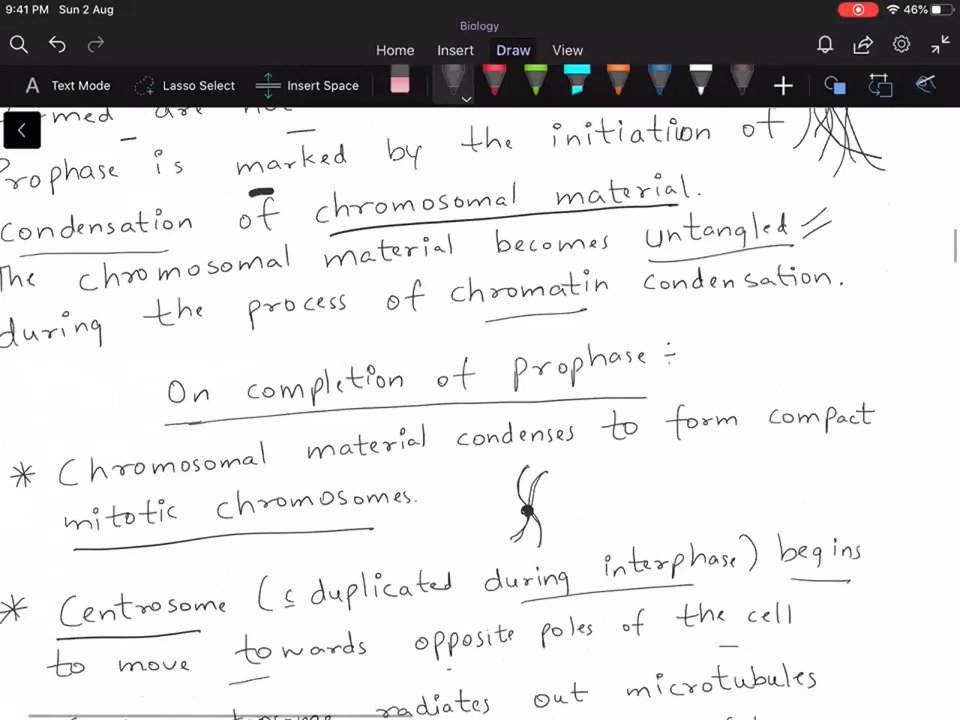 9:41 PM Sun 2 Aug
46%
Biology
Home Insert Draw View
Text Mode Lasso Select Insert Space
are not
Prophase is marked by the initiation of
condensation of chromosomal material.
The chromosomal material becomes untangled
during the process of chromatin condensation.
On completion of prophase ÷
* Chromosomal material condenses to form compact
mitotic chromosomes.
* Centrosome (is duplicated during interphase) begins
to move towards opposite poles of the cell
radiates out microtubules